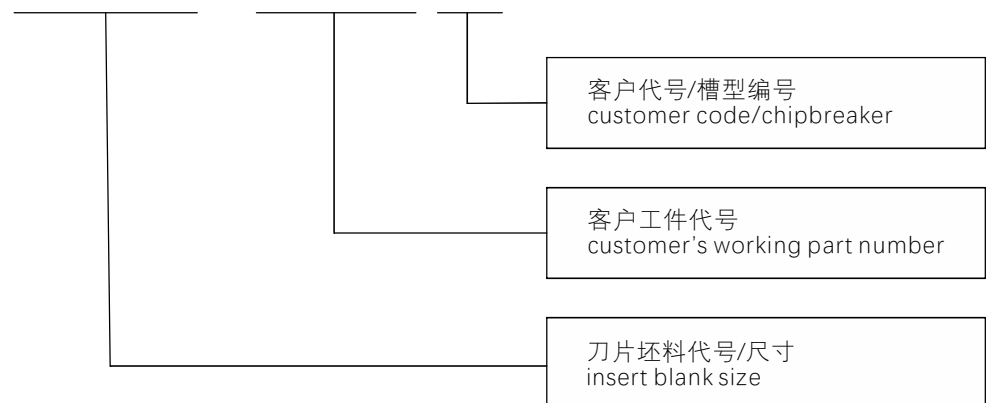 客户代号/槽型编号
customer code/chipbreaker
客户工件代号
customer's working part number
刀片坯料代号/尺寸
insert blank size